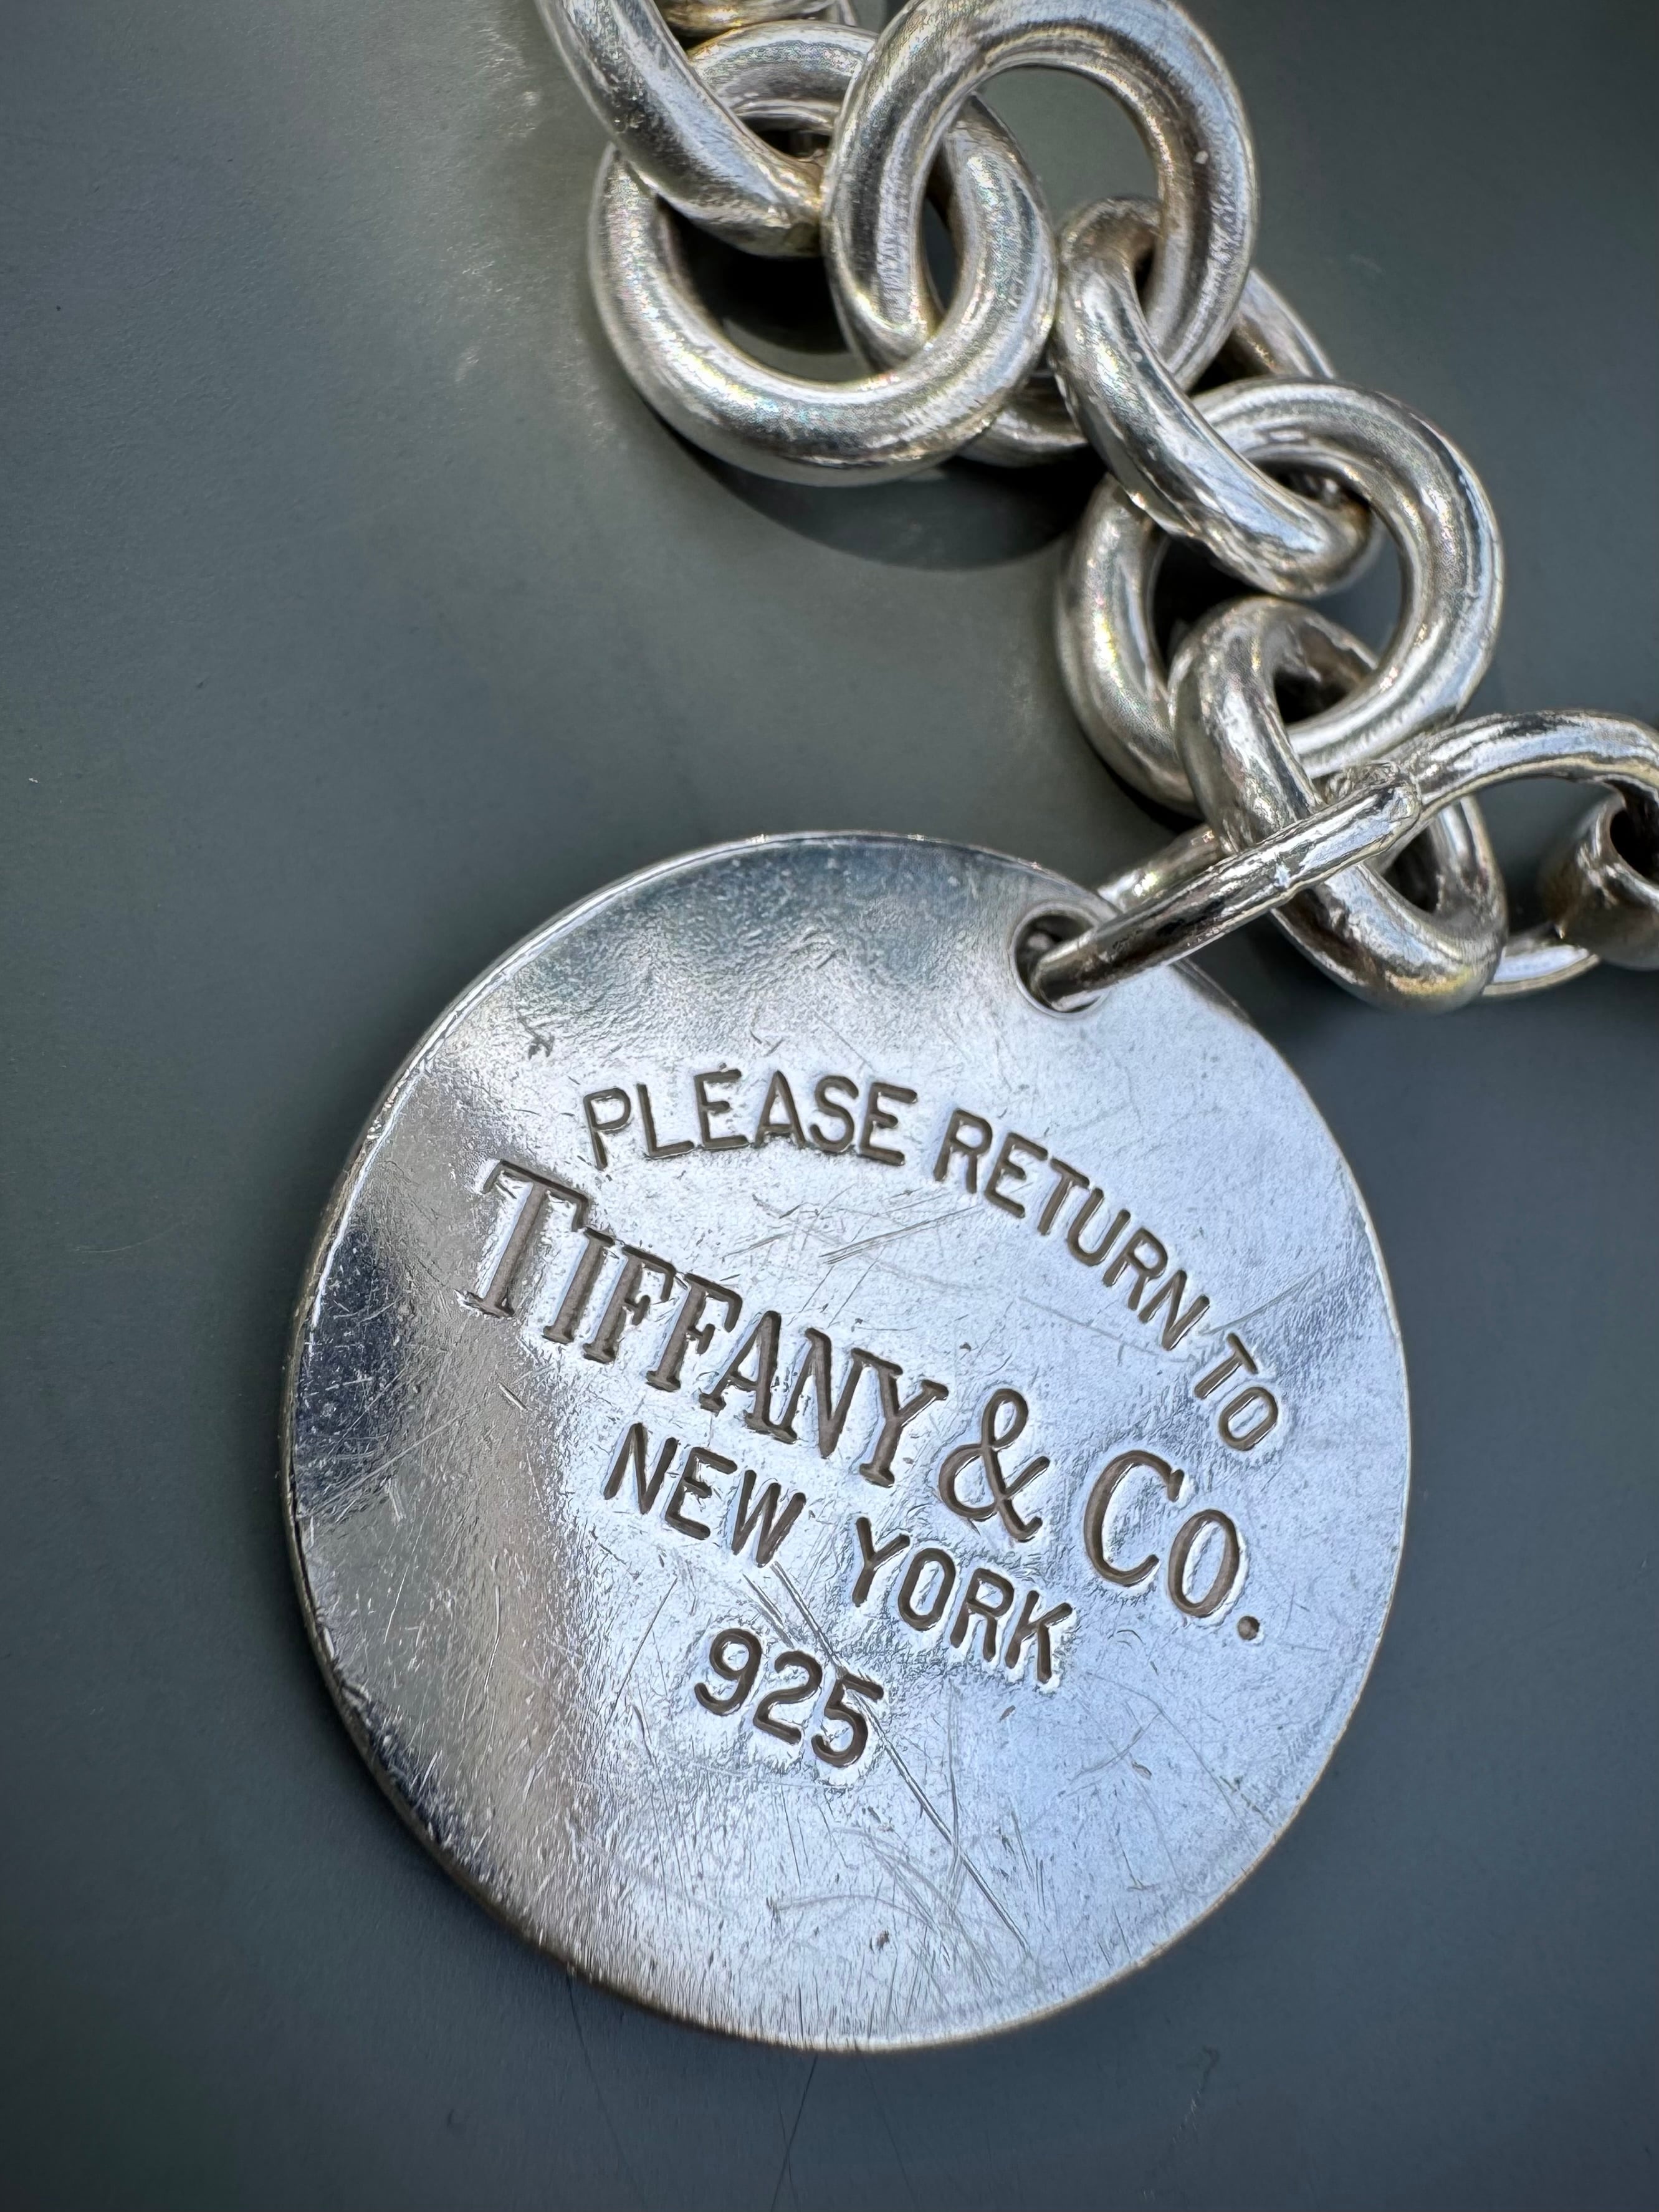 PLEASE RETURN TO
TIFFANY & CO.
NEW YORK
925